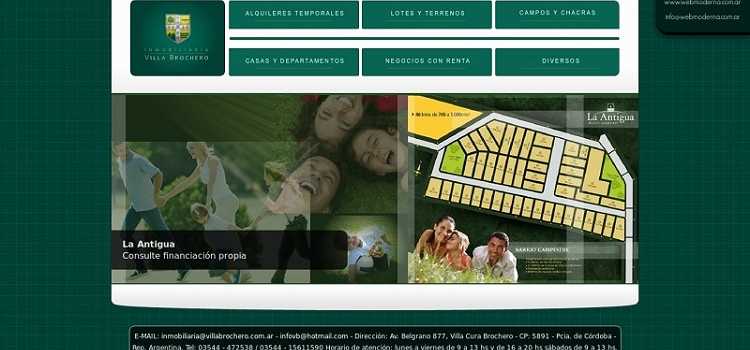 www.webmoderna.com.ar
info@webmoderna.com.ar
ALQUILERES TEMPORALES
LOTES Y TERRENOS
CAMPOS Y CHACRAS
INMOBILIARIA
VILLA BROCHERO
CASAS Y DEPARTAMENTOS
NEGOCIOS CON RENTA
DIVERSOS
La Antigua
BARRIO CAMPESTRE
La Antigua
Consulte financiación propia
E-MAIL: inmobiliaria@villabrochero.com.ar - infovb@hotmail.com - Dirección: Av. Belgrano 877, Villa Cura Brochero - CP: 5891 - Pcia. de Córdoba -
Rep. Argentina. Tel: 03544 - 472538 / 03544 - 15611590 Horario de atención: lunes a viernes de 9 a 13 hs y de 16 a 20 hs sábados de 9 a 13 hs.